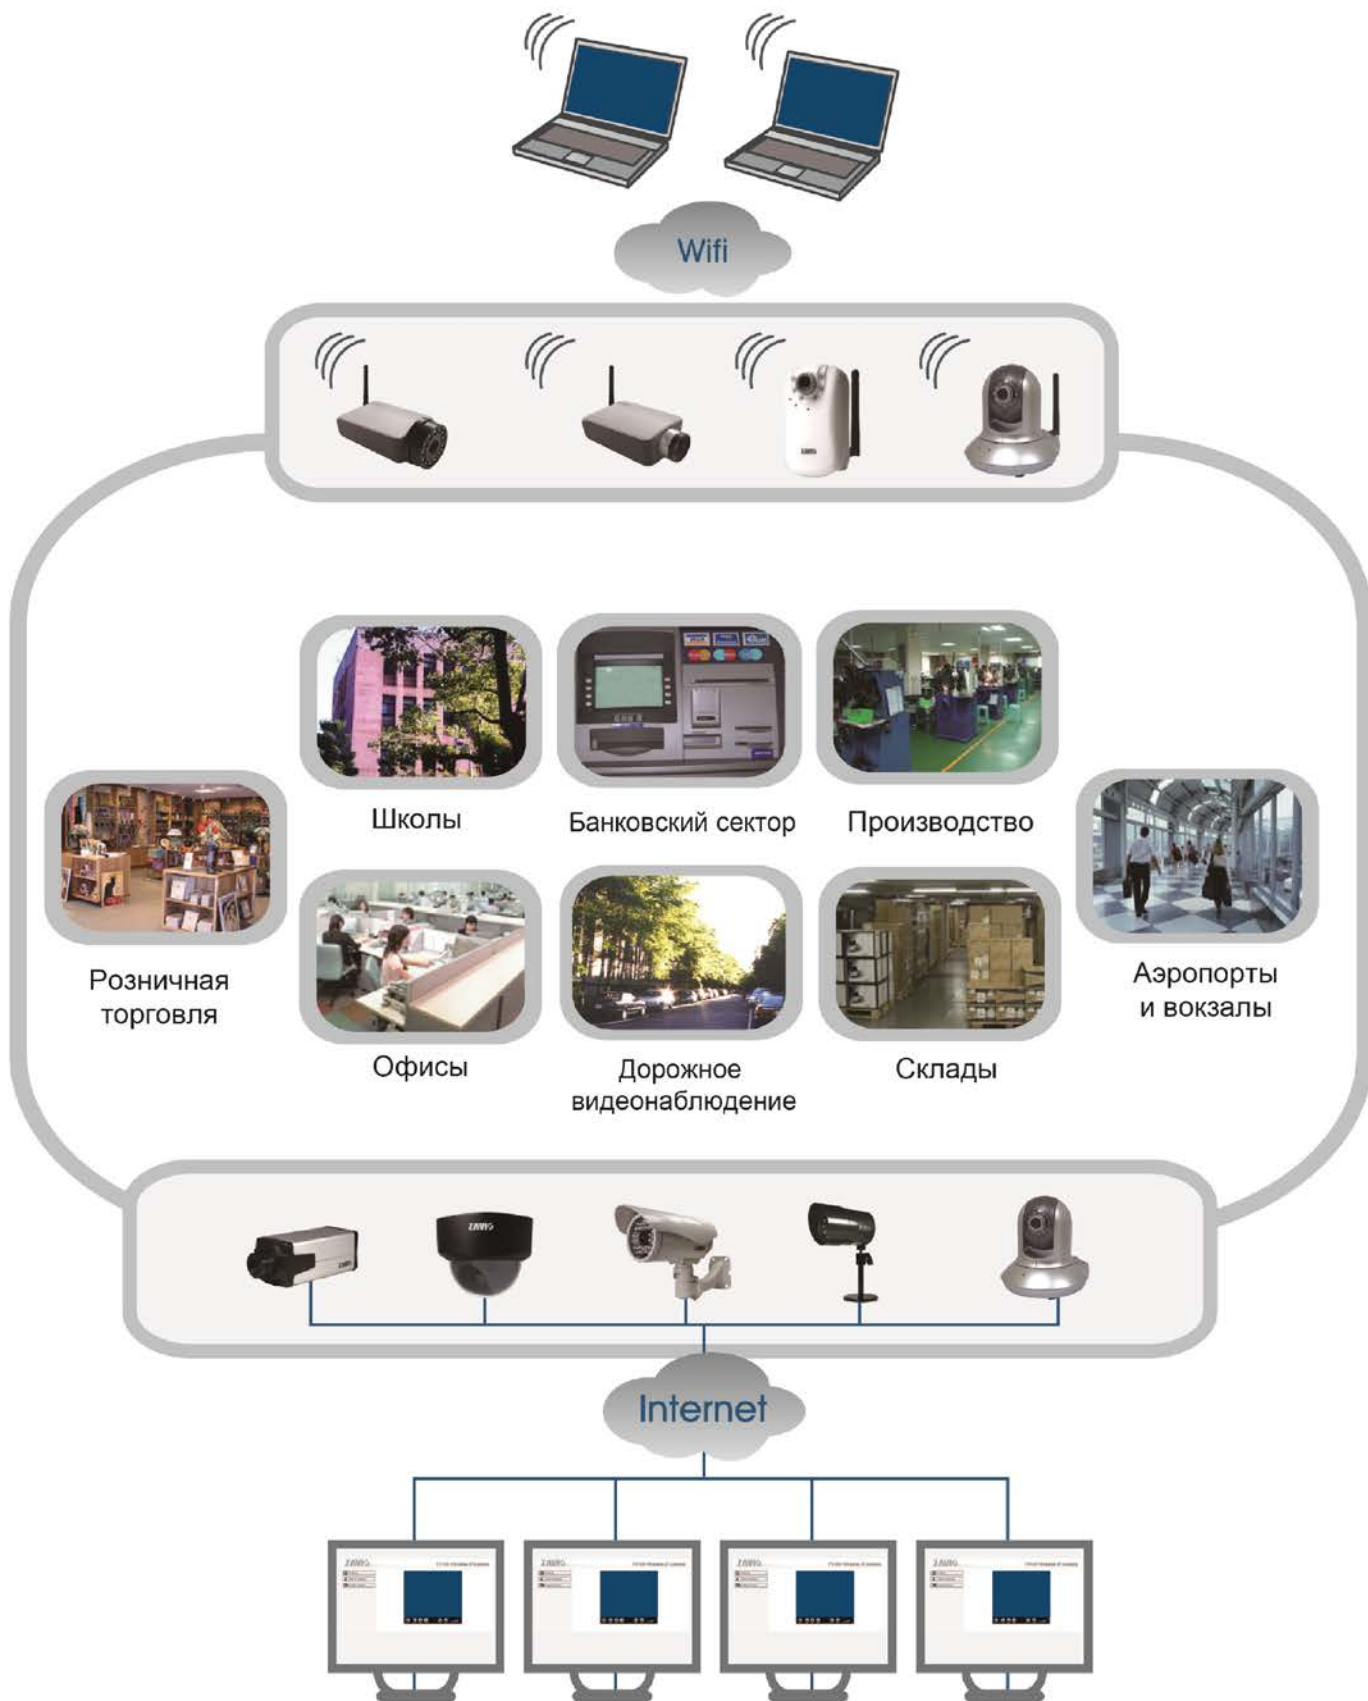 Wifi
Школы
Банковский сектор
Производство
Розничная
торговля
Аэропорты
и вокзалы
Офисы
Дорожное
видеонаблюдение
Склады
Internet